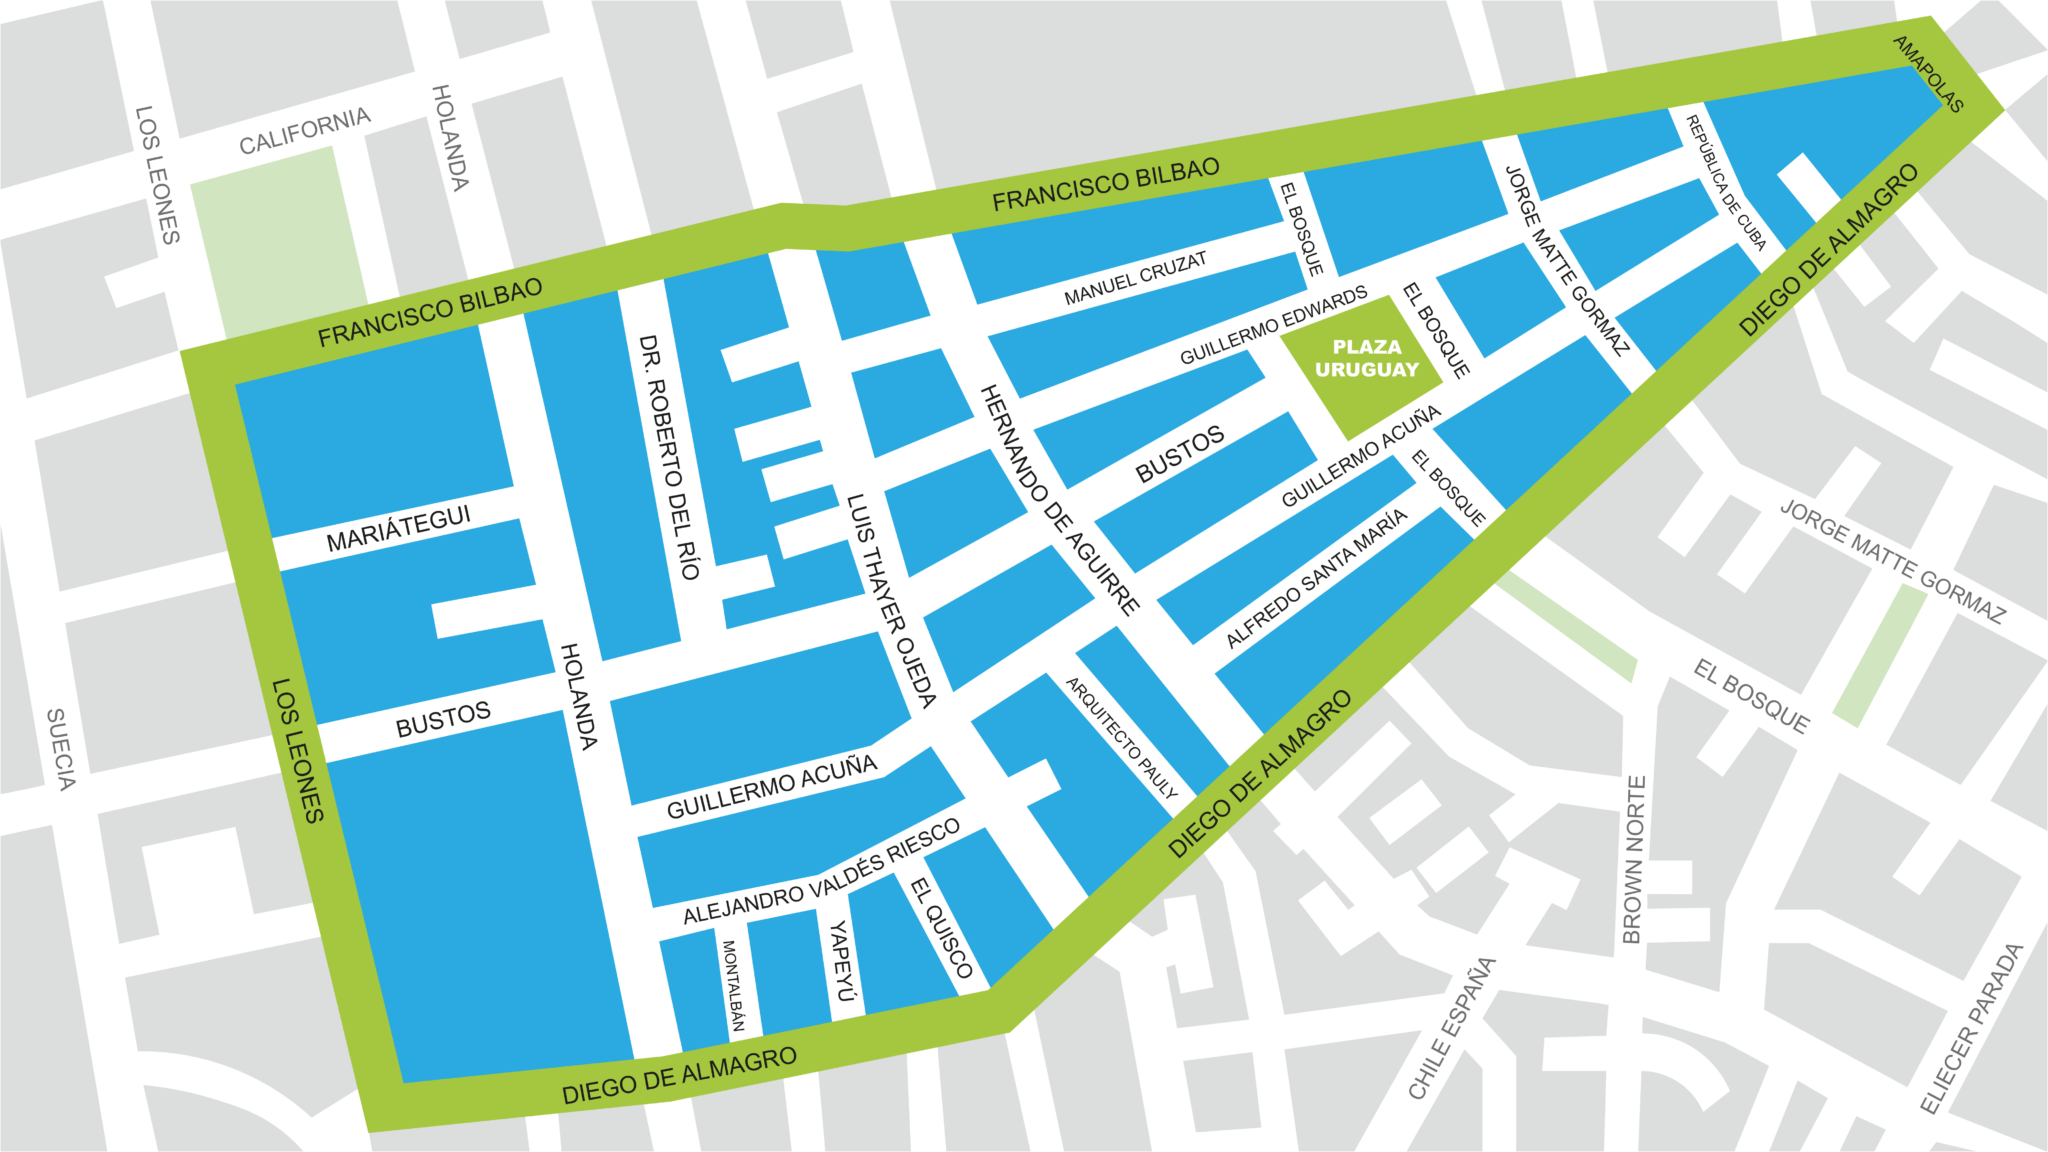 AMAPOLAS
LOS LEONES
CALIFORNIA
HOLANDA
FRANCISCO BILBAO
REPÚBLICA DE CUBA
JORGE MATTE GORMAZ
EL BOSQUE
DIEGO DE ALMAGRO
MANUEL CRUZAT
FRANCISCO BILBAO
GUILLERMO EDWARDS
EL BOSQUE
PLAZA
URUGUAY
DR. ROBERTO DEL RÍO
HERNANDO DE AGUIRRE
BUSTOS
GUILLERMO ACUÑA
EL BOSQUE
MARIÁTEGUI
LUIS THAYER OJEDA
ALFREDO SANTA MARÍA
JORGE MATTE GORMAZ
HOLANDA
LOS LEONES
SUECIA
BUSTOS
ARQUITECTO PAULY
DIEGO DE ALMAGRO
EL BOSQUE
GUILLERMO ACUÑA
BROWN NORTE
ALEJANDRO VALDÉS RIESCO
EL QUISCO
YAPEYÚ
MONTALBÁN
CHILE ESPAÑA
ELIECER PARADA
DIEGO DE ALMAGRO